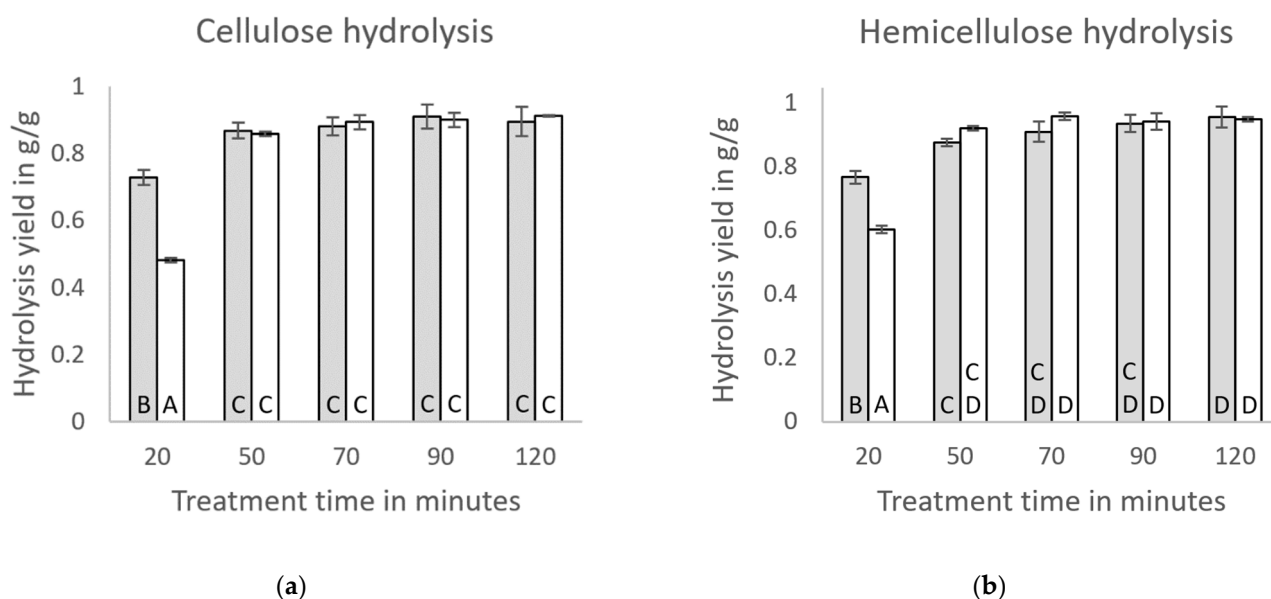 Cellulose hydrolysis
Hydrolysis yield in g/g
1
0.8
0.6
0.4
0.2
0
B A C C C C C C C C
20 50 70 90 120
Treatment time in minutes
(a)
Hemicellulose hydrolysis
Hydrolysis yield in g/g
1
0.8
0.6
0.4
0.2
0
C C C
B A C D D D D D D D
20 50 70 90 120
Treatment time in minutes
(b)